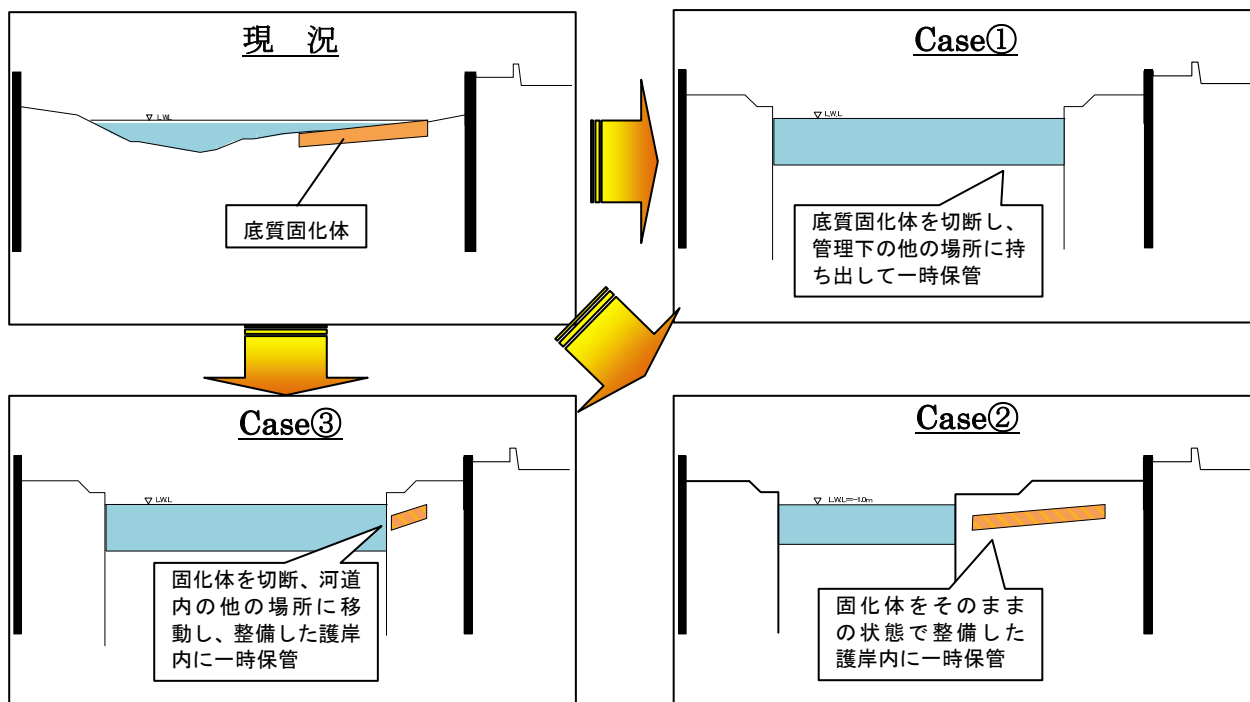 現 況
L.W.L
底質固化体
Case①
L.W.L
底質固化体を切断し、
管理下の他の場所に持
ち出して一時保管
Case③
L.W.L
固化体を切断、河道
内の他の場所に移
動し、整備した護岸
内に一時保管
Case②
L.W.L=-1.0m
固化体をそのまま
の状態で整備した
護岸内に一時保管